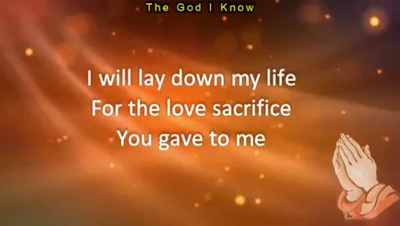 The God I Know
I will lay down my life
For the love sacrifice
You gave to me